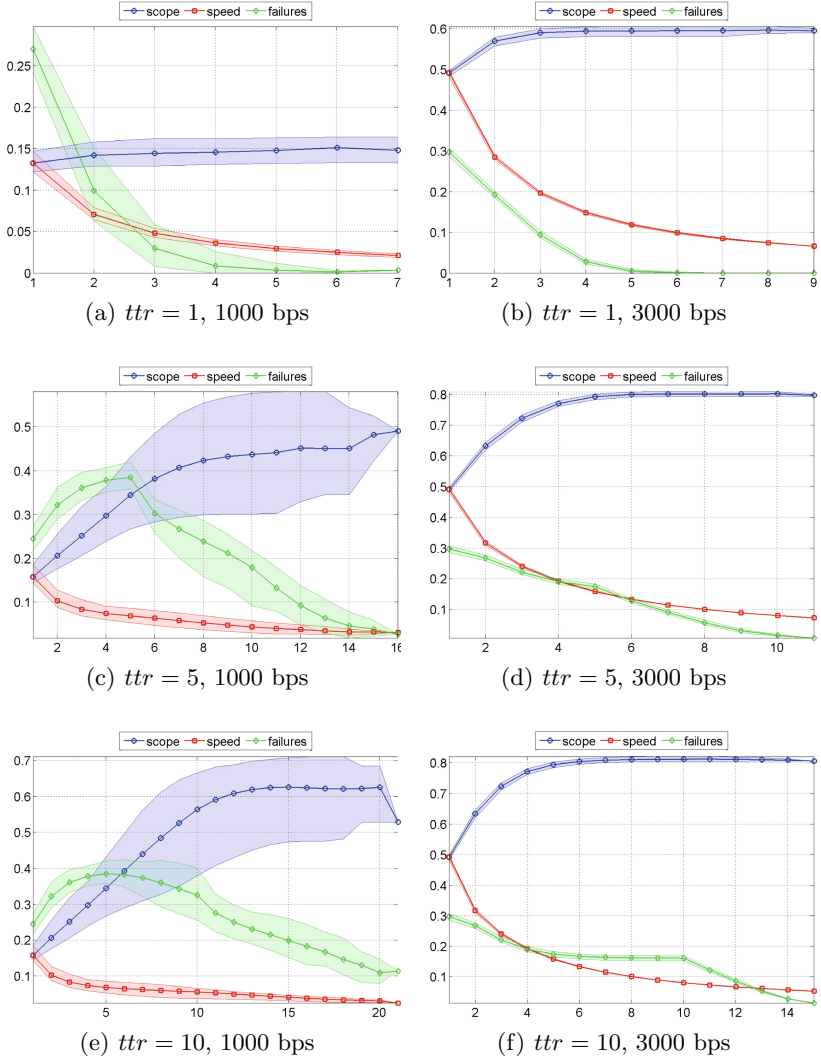 scope speed failures
scope speed failures
0.25
0.2
0.15
0.1
0.05
0
1 2 3 4 5 6 7
0.6
0.5
0.4
0.3
0.2
0.1
0
1 2 3 4 5 6 7 8 9
(a) ttr = 1, 1000 bps
(b) ttr = 1, 3000 bps
scope speed failures
scope speed failures
0.5
0.4
0.3
0.2
0.1
2 4 6 8 10 12 14 16
0.8
0.7
0.6
0.5
0.4
0.3
0.2
0.1
2 4 6 8 10
(c) ttr = 5, 1000 bps
(d) ttr = 5, 3000 bps
scope speed failures
scope speed failures
0.7
0.6
0.5
0.4
0.3
0.2
0.1
5 10 15 20
0.8
0.7
0.6
0.5
0.4
0.3
0.2
0.1
2 4 6 8 10 12 14
(e) ttr = 10, 1000 bps
(f) ttr = 10, 3000 bps